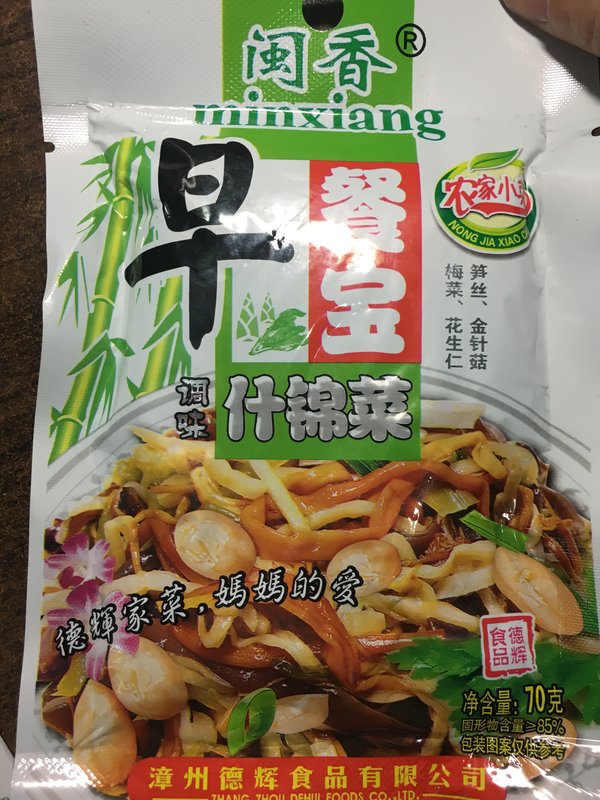 闽香®
minxiang
早餐宝
农家小
NONG JIA XIAO
笋丝、金针菇
梅菜、花生仁
调味
什锦菜
德輝家菜，媽媽的爱
德辉食品
净含量：70克
固形物含量≥85%
包装图案仅供参考
漳州德辉食品有限公司
ZHANG ZHOU DEHUI FOODS CO.,LTD.